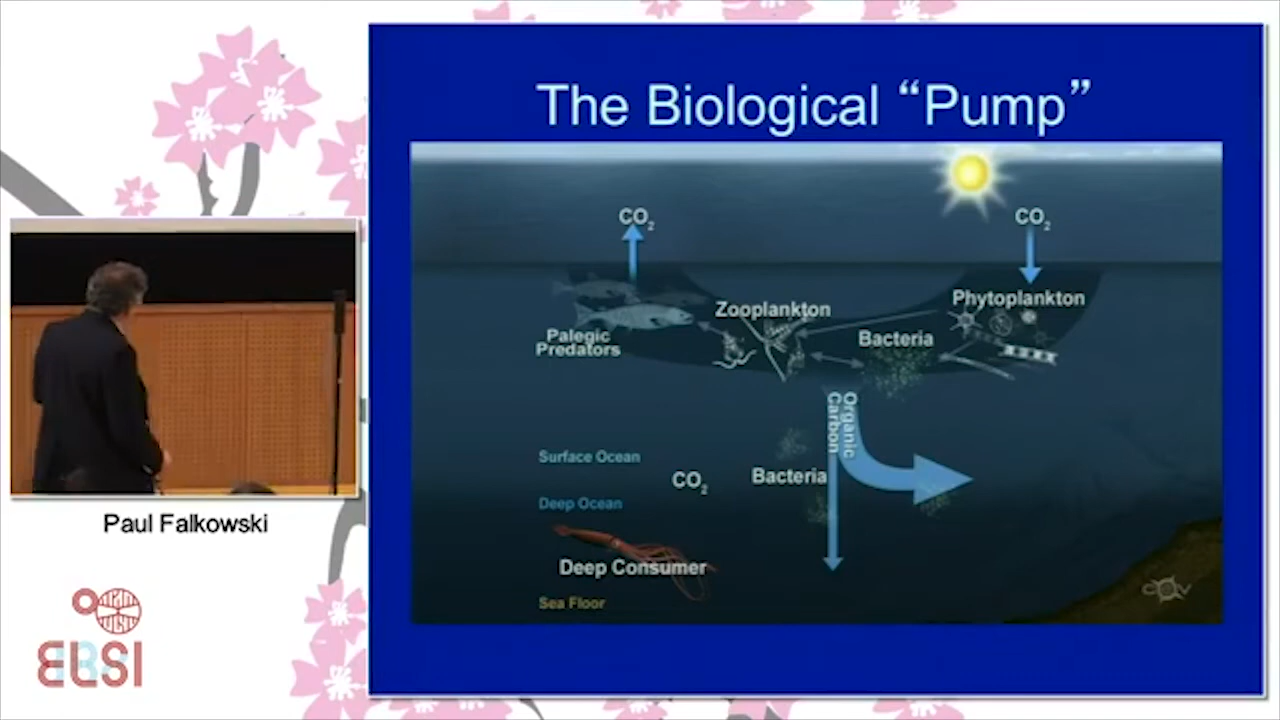 The Biological “Pump”
CO2
CO2
Phytoplankton
Zooplankton
Bacteria
Palegic
Predators
Organic
Carbon
Surface Ocean
CO2
Bacteria
Deep Ocean
Deep Consumer
Sea Floor
Paul Falkowski
ELSI